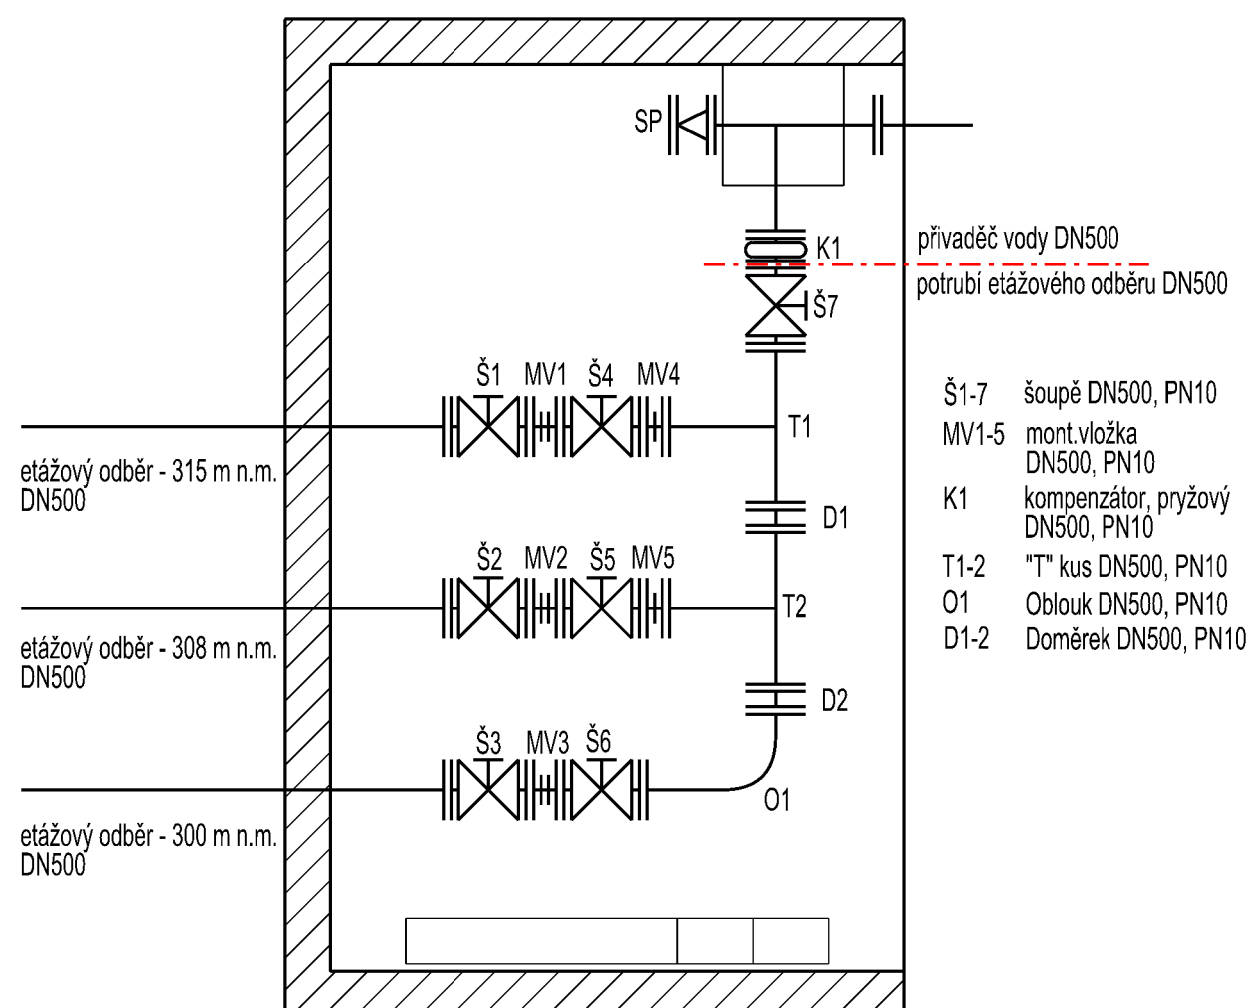 SP
K1
přivaděč vody DN500
potrubí etážového odběru DN500
Š7
Š1 MV1 Š4 MV4
T1
etážový odběr - 315 m n.m.
DN500
D1
Š2 MV2 Š5 MV5
T2
etážový odběr - 308 m n.m.
DN500
D2
Š3 MV3 Š6
O1
etážový odběr - 300 m n.m.
DN500
Š1-7 šoupě DN500, PN10
MV1-5 mont.vložka
DN500, PN10
K1 kompenzátor, pryžový
DN500, PN10
T1-2 "T" kus DN500, PN10
O1 Oblouk DN500, PN10
D1-2 Doměrek DN500, PN10